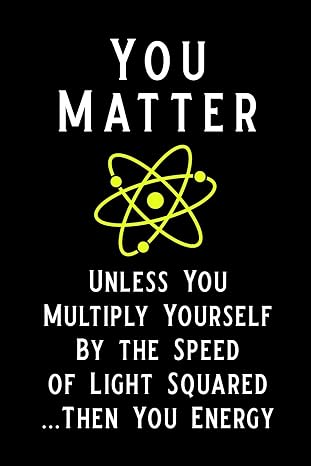 You
Matter
Unless You
Multiply Yourself
By the Speed
of Light Squared
...Then You Energy